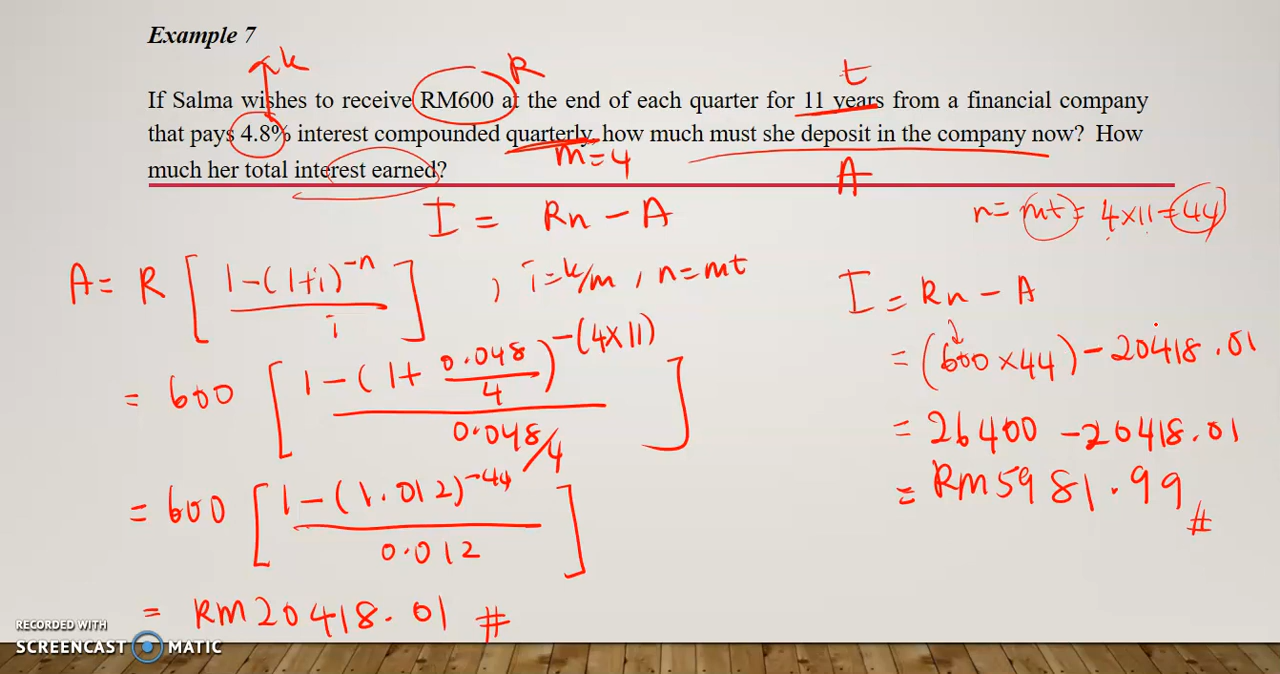 Example 7
k R t
If Salma wishes to receive RM600 at the end of each quarter for 11 years from a financial company
that pays 4.8% interest compounded quarterly, how much must she deposit in the company now? How
much her total interest earned?
m=4 A
I = Rn - A
n= mt = 4×11=44
A= R [ 1-(1+i)^-n / i ] , i=k/m, n=mt
= 600 [ 1-(1+ 0.048/4)^-(4×11) / 0.048/4 ]
= 600 [ 1-(1.012)^-44 / 0.012 ]
= RM20418.01 #
I = Rn - A
= (600 ×44) - 20418.01
= 26400 -20418.01
= RM5981.99 #
RECORDED WITH
SCREENCAST MATIC